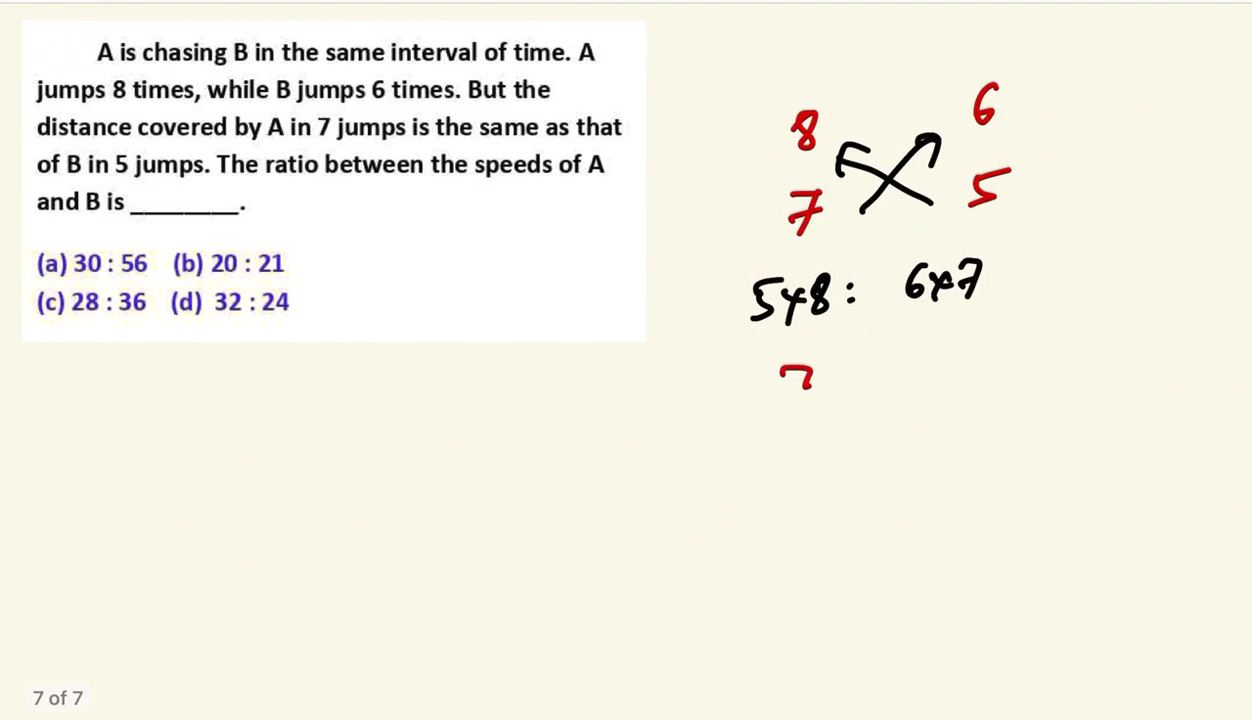 A is chasing B in the same interval of time. A
jumps 8 times, while B jumps 6 times. But the
distance covered by A in 7 jumps is the same as that
of B in 5 jumps. The ratio between the speeds of A
and B is ________.
(a) 30 : 56 (b) 20 : 21
(c) 28 : 36 (d) 32 : 24
8 6
7 5
5×8 : 6×7
7 of 7